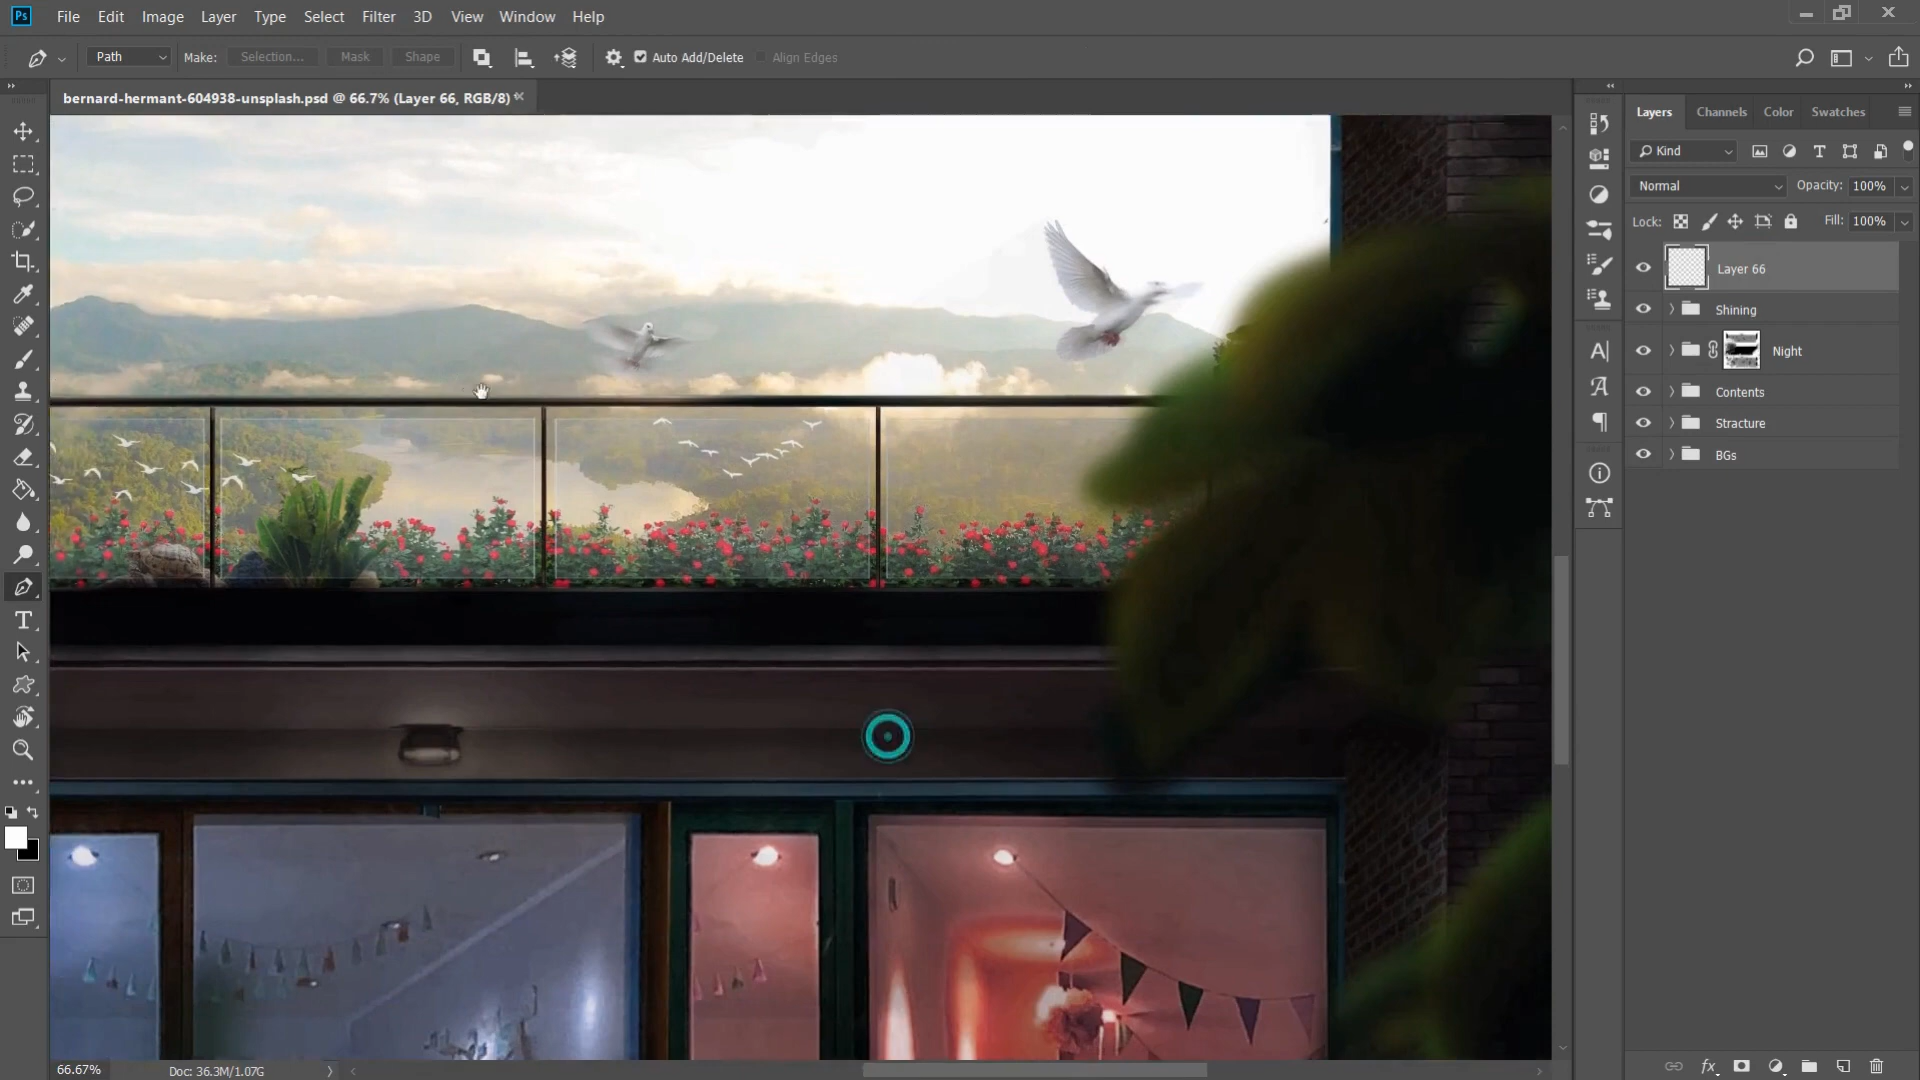 Ps File Edit Image Layer Type Select Filter 3D View Window Help
Path Make: Selection... Mask Shape Auto Add/Delete Align Edges
bernard-hermant-604938-unsplash.psd @ 66.7% (Layer 66, RGB/8)
Layers Channels Color Swatches
Kind
Normal Opacity: 100%
Lock: Fill: 100%
Layer 66
Shining
Night
Contents
Stracture
BGs
66.67% Doc: 36.3M/1.07G